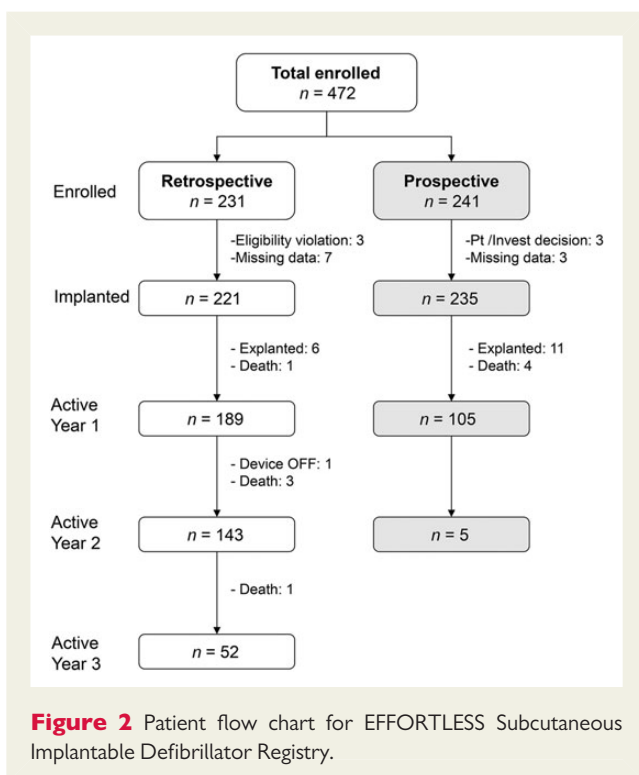 Total enrolled
n = 472
Enrolled
Retrospective
n = 231
Prospective
n = 241
-Eligibility violation: 3
-Missing data: 7
-Pt /Invest decision: 3
-Missing data: 3
Implanted
n = 221
n = 235
- Explanted: 6
- Death: 1
- Explanted: 11
- Death: 4
Active
Year 1
n = 189
n = 105
- Device OFF: 1
- Death: 3
Active
Year 2
n = 143
n = 5
- Death: 1
Active
Year 3
n = 52
Figure 2 Patient flow chart for EFFORTLESS Subcutaneous
Implantable Defibrillator Registry.